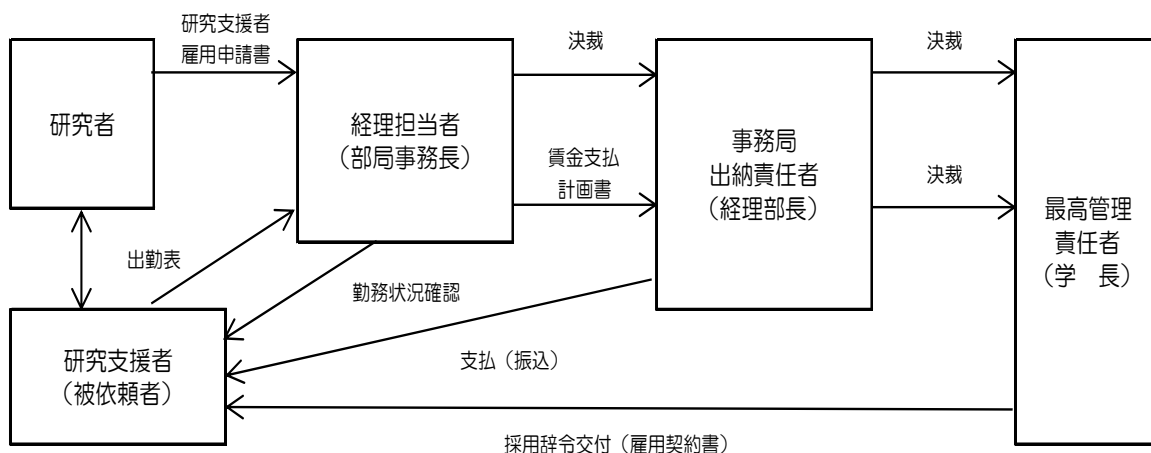 研究支援者
雇用申請書
決裁
決裁
研究者
経理担当者
（部局事務長）
賃金支払
計画書
事務局
出納責任者
（経理部長）
決裁
最高管理
責任者
（学　長）
出勤表
勤務状況確認
研究支援者
（被依頼者）
支払（振込）
採用辞令交付（雇用契約書）